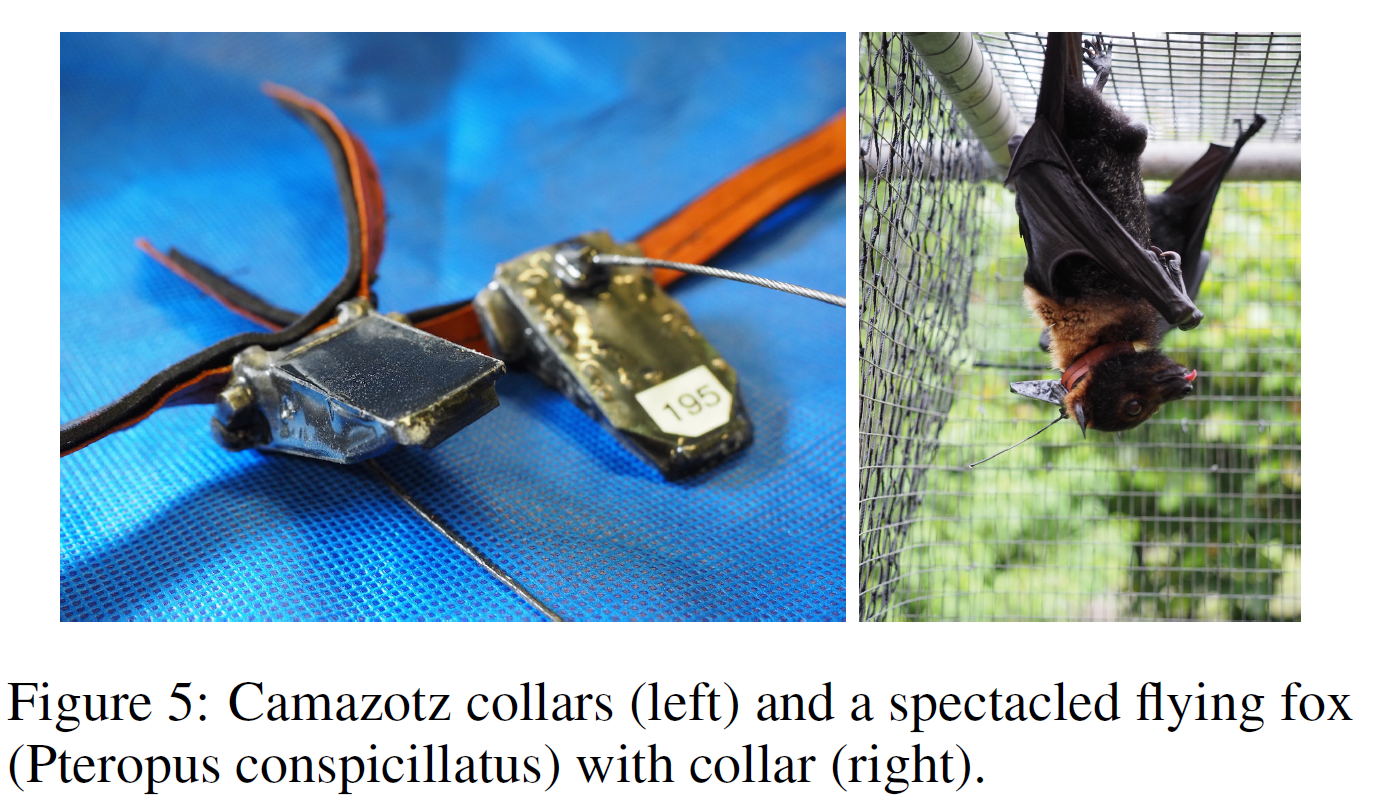 195
Figure 5: Camazotz collars (left) and a spectacled flying fox
(Pteropus conspicillatus) with collar (right).